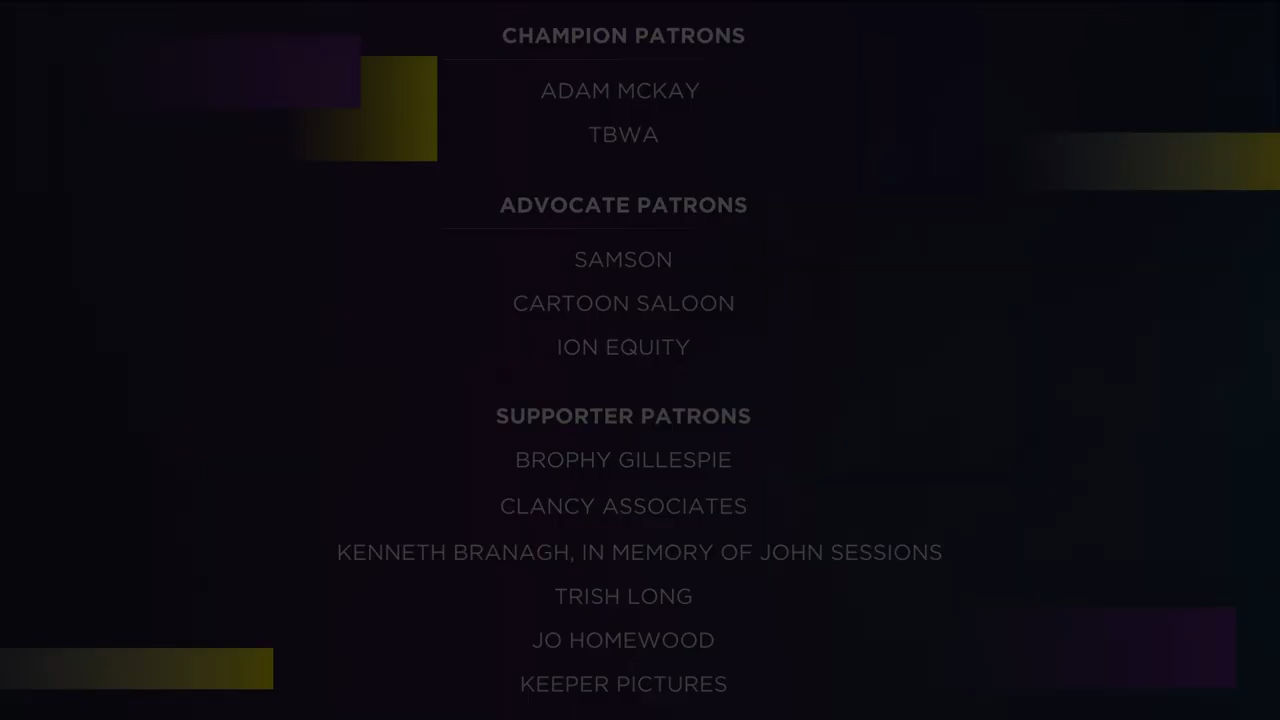 CHAMPION PATRONS
ADAM MCKAY
TBWA
ADVOCATE PATRONS
SAMSON
CARTOON SALOON
ION EQUITY
SUPPORTER PATRONS
BROPHY GILLESPIE
CLANCY ASSOCIATES
KENNETH BRANAGH, IN MEMORY OF JOHN SESSIONS
TRISH LONG
JO HOMEWOOD
KEEPER PICTURES